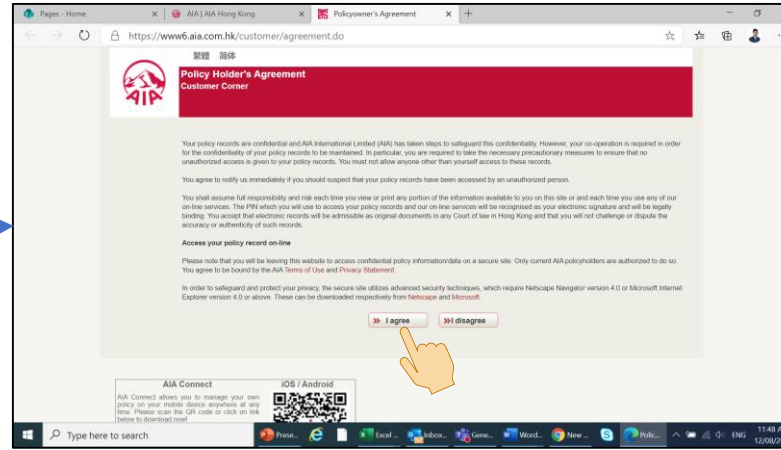 Pages - Home
AIA | AIA Hong Kong
Policyowner's Agreement
https://www6.aia.com.hk/customer/agreement.do
繁體 简体
AIA
Policy Holder's Agreement
Customer Corner
Your policy records are confidential and AIA International Limited (AIA) has taken steps to safeguard this confidentiality. However, your co-operation is required in order
for the confidentiality of your policy records to be maintained. In particular, you are required to take the necessary precautionary measures to ensure that no
unauthorized access is given to your policy records. You must not allow anyone other than yourself access to these records.
You agree to notify us immediately if you should suspect that your policy records have been accessed by an unauthorized person.
You shall assume full responsibility and risk each time you view or print any portion of the information available to you on this site or and each time you use any of our
on-line services. The PIN which you will use to access your policy records and our on-line services will be recognised as your electronic signature and will be legally
binding. You accept that electronic records will be admissible as original documents in any Court of law in Hong Kong and that you will not challenge or dispute the
accuracy or authenticity of such records.
Access your policy record on-line
Please note that you will be leaving this website to access confidential policy information/data on a secure site. Only current AIA policyholders are authorized to do so.
You agree to be bound by the AIA Terms of Use and Privacy Statement
In order to safeguard and protect your privacy, the secure site utilizes advanced security techniques, which require Netscape Navigator version 4.0 or Microsoft Internet
Explorer version 4.0 or above. These can be downloaded respectively from Netscape and Microsoft.
I agree
I disagree
AIA Connect
iOS / Android
AIA Connect allows you to manage your own
policy on your mobile device anywhere at any
time. Please scan the QR code or click on link
below to download now!
Type here to search
Prese...
Excel ...
Inbox...
Gene...
Word...
New ...
Polic...
ENG
11:48 A
12/08/2